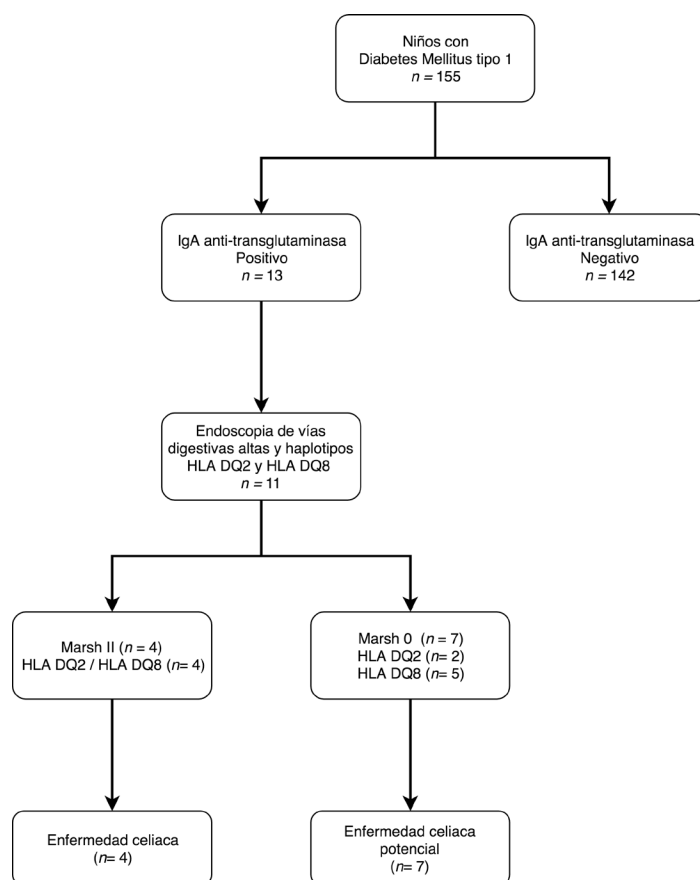 Niños con
Diabetes Mellitus tipo 1
n = 155
IgA anti-transglutaminasa
Positivo
n = 13
IgA anti-transglutaminasa
Negativo
n = 142
Endoscopia de vías
digestivas altas y haplotipos
HLA DQ2 y HLA DQ8
n = 11
Marsh II (n = 4)
HLA DQ2 / HLA DQ8 (n= 4)
Marsh 0 (n = 7)
HLA DQ2 (n= 2)
HLA DQ8 (n= 5)
Enfermedad celiaca
(n= 4)
Enfermedad celiaca
potencial
(n= 7)